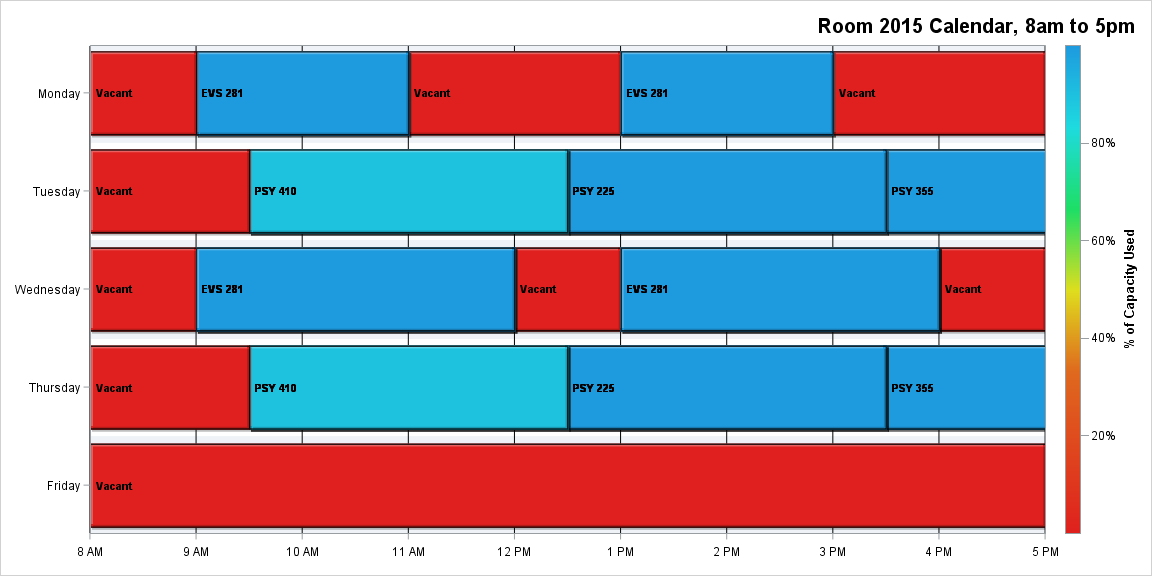 Room 2015 Calendar, 8am to 5pm
Monday
Vacant
EVS 281
Vacant
EVS 281
Vacant
Tuesday
Vacant
PSY 410
PSY 225
PSY 355
Wednesday
Vacant
EVS 281
Vacant
EVS 281
Vacant
Thursday
Vacant
PSY 410
PSY 225
PSY 355
Friday
Vacant
8 AM
9 AM
10 AM
11 AM
12 PM
1 PM
2 PM
3 PM
4 PM
5 PM
80%
60%
40%
20%
% of Capacity Used